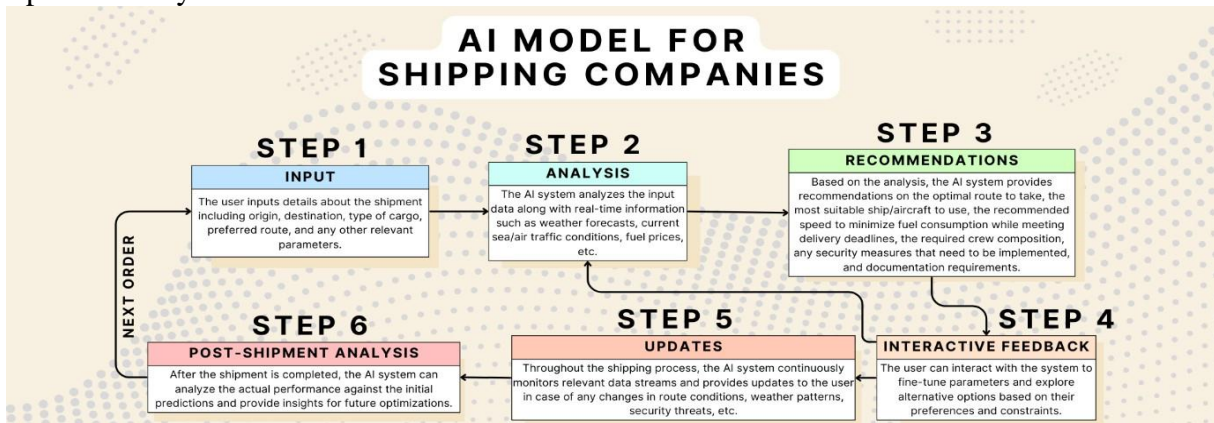 AI MODEL FOR
SHIPPING COMPANIES
STEP 1
INPUT
The user inputs details about the shipment
including origin, destination, type of cargo,
preferred route, and any other relevant
parameters.
STEP 2
ANALYSIS
The AI system analyzes the input
data along with real-time information
such as weather forecasts, current
sea/air traffic conditions, fuel prices,
etc.
STEP 3
RECOMMENDATIONS
Based on the analysis, the AI system provides
recommendations on the optimal route to take, the
most suitable ship/aircraft to use, the recommended
speed to minimize fuel consumption while meeting
delivery deadlines, the required crew composition,
any security measures that need to be implemented,
and documentation requirements.
STEP 4
INTERACTIVE FEEDBACK
The user can interact with the system to
fine-tune parameters and explore
alternative options based on their
preferences and constraints.
STEP 5
UPDATES
Throughout the shipping process, the AI system continuously
monitors relevant data streams and provides updates to the user
in case of any changes in route conditions, weather patterns,
security threats, etc.
STEP 6
POST-SHIPMENT ANALYSIS
After the shipment is completed, the AI system can
analyze the actual performance against the initial
predictions and provide insights for future optimizations.
NEXT ORDER